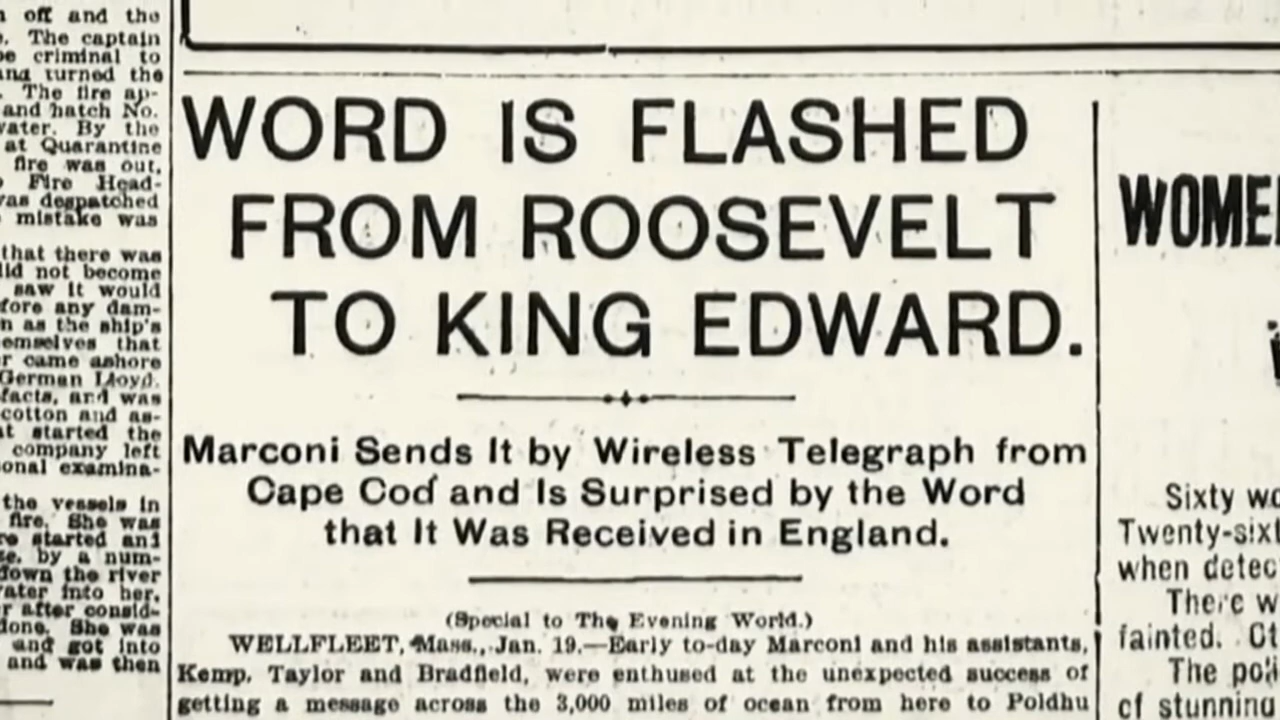 off and the
The captain
criminal to
turned the
The fire ap-
and hatch No.
water. By the
at Quarantine
fire was out,
Fire Head-
was despatched
mistake was
that there was
did not become
saw it would
fore any dam-
as the ship's
emselves that
came ashore
German Lloyd.
facts, and was
cotton and as-
started the
company left
onal examina-
the vessels in
fire. She was
started and
by a num-
down the river
water into her,
after consid-
done. She was
and got into
and was then
WORD IS FLASHED
FROM ROOSEVELT
TO KING EDWARD.
Marconi Sends It by Wireless Telegraph from
Cape Cod and Is Surprised by the Word
that It Was Received in England.
(Special to The Evening World.)
WELLFLEET, Mass., Jan. 19.—Early to-day Marconi and his assistants,
Kemp, Taylor and Bradfield, were enthused at the unexpected success of
getting a message across the 3,000 miles of ocean from here to Poldhu
WOME
Sixty wo
Twenty-sixt
when detec
There w
fainted. Ot
The poli
of stunning